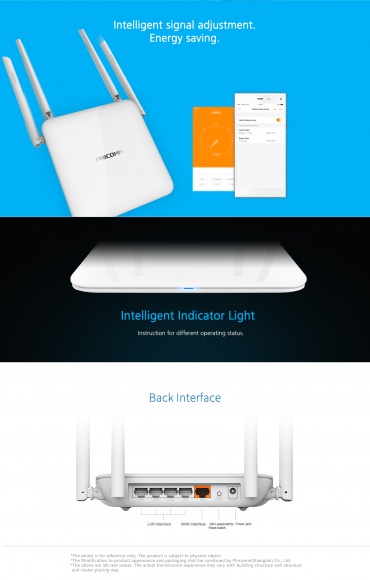 Intelligent signal adjustment.
Energy saving.
PHICOMM
Intelligent Indicator Light
Instruction for different operating status.
Back Interface
LAN interface
WAN interface
Power jack
Reset switch
*The photo is for reference only. The product is subject to physical object.
*The Modification to product appearance and packaging shall be construed by Phicomm(Shanghai) Co., Ltd
*The above are lab test values. The actual transmission experience may vary with building structure wall structure
and router placing way